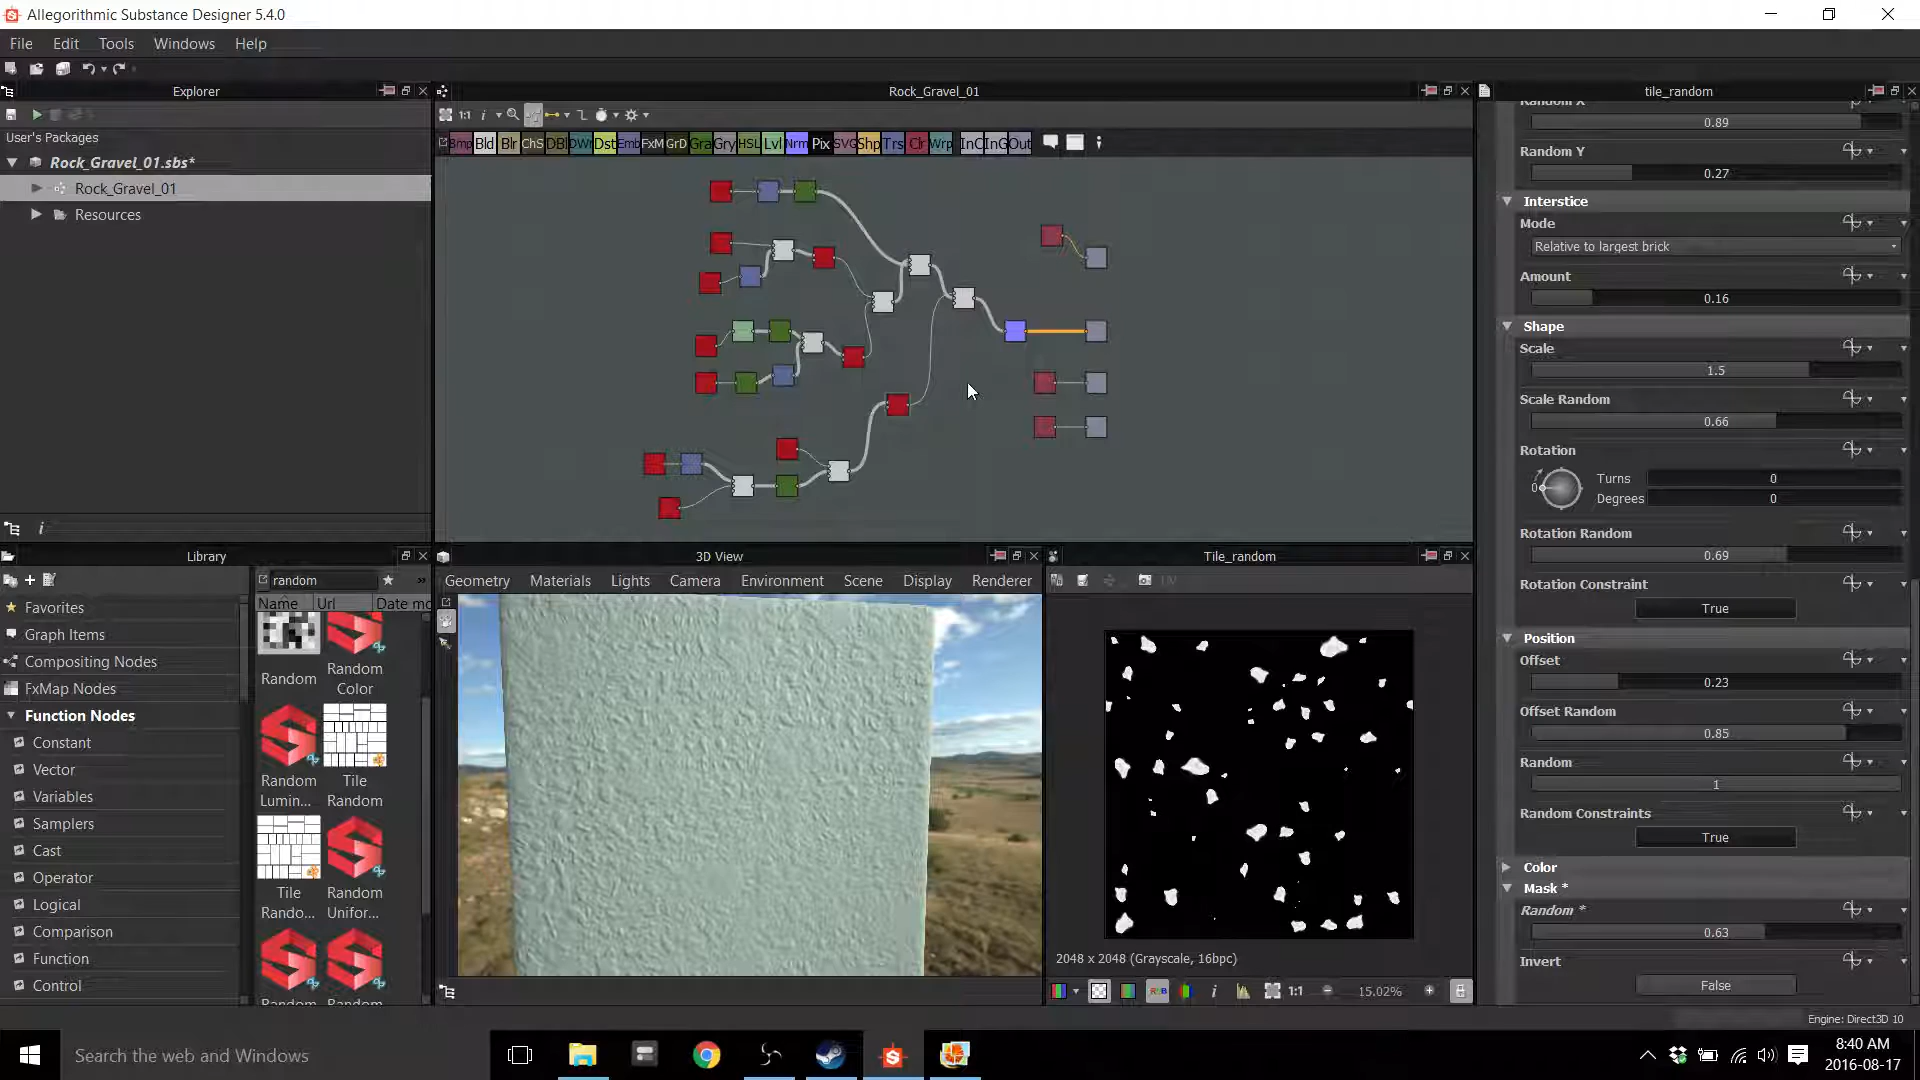 Allegorithmic Substance Designer 5.4.0
File Edit Tools Windows Help
Explorer
User's Packages
Rock_Gravel_01.sbs*
Rock_Gravel_01
Resources
Rock_Gravel_01
1:1
Bmp Bld Blr ChS DBl DWr Dst Emb FxM GrD Gra Gry HSL Lvl Nrm Pix SVG Shp Trs Clr Wrp InC InG Out
Library
random
Name Url Date mo
Favorites
Graph Items
Compositing Nodes
FxMap Nodes
Function Nodes
Constant
Vector
Variables
Samplers
Cast
Operator
Logical
Comparison
Function
Control
Random
Random Color
Random Lumin...
Tile Random
Tile Rando...
Random Unifor...
3D View
Geometry Materials Lights Camera Environment Scene Display Renderer
Tile_random
UV
2048 x 2048 (Grayscale, 16bpc)
1:1
15.02%
tile_random
Random X
0.89
Random Y
0.27
Interstice
Mode
Relative to largest brick
Amount
0.16
Shape
Scale
1.5
Scale Random
0.66
Rotation
0
Turns 0
Degrees 0
Rotation Random
0.69
Rotation Constraint
True
Position
Offset
0.23
Offset Random
0.85
Random
1
Random Constraints
True
Color
Mask *
Random *
0.63
Invert
False
Engine: Direct3D 10
Search the web and Windows
8:40 AM
2016-08-17